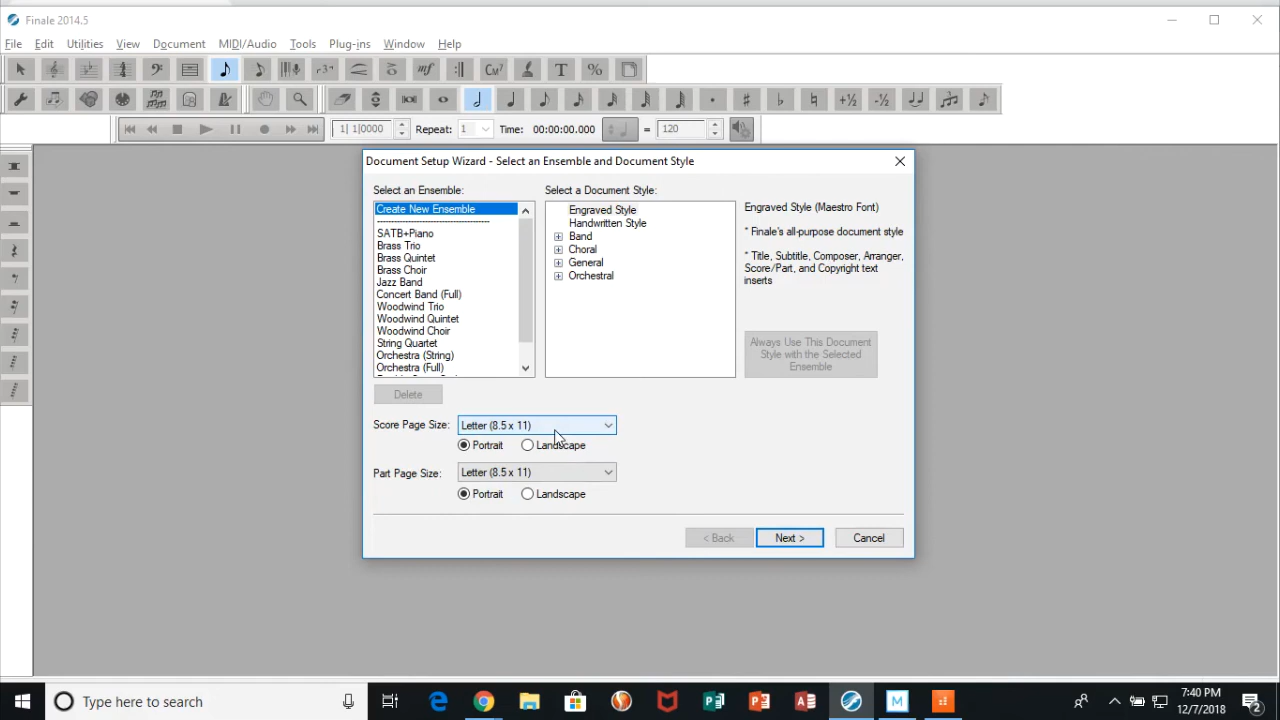 Finale 2014.5
File Edit Utilities View Document MIDI/Audio Tools Plug-ins Window Help
mf CM7 T %
+½ -½
1| 1|0000 Repeat: 1 Time: 00:00:00.000 = 120
Document Setup Wizard - Select an Ensemble and Document Style
Select an Ensemble:
Create New Ensemble
SATB+Piano
Brass Trio
Brass Quintet
Brass Choir
Jazz Band
Concert Band (Full)
Woodwind Trio
Woodwind Quintet
Woodwind Choir
String Quartet
Orchestra (String)
Orchestra (Full)
Delete
Select a Document Style:
Engraved Style
Handwritten Style
Band
Choral
General
Orchestral
Engraved Style (Maestro Font)
* Finale's all-purpose document style
* Title, Subtitle, Composer, Arranger,
Score/Part, and Copyright text
inserts
Always Use This Document
Style with the Selected
Ensemble
Score Page Size: Letter (8.5 x 11)
Portrait Landscape
Part Page Size: Letter (8.5 x 11)
Portrait Landscape
< Back Next > Cancel
Type here to search
7:40 PM
12/7/2018
2